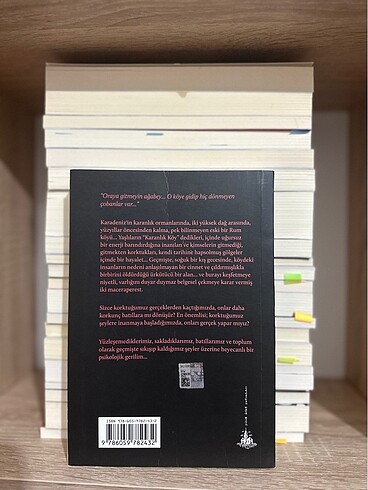 "Oraya gitmeyin ağabey... O köye gidip hiç dönmeyen
çobanlar var..."
Karadeniz'in karanlık ormanlarında, iki yüksek dağ arasında,
yüzyıllar öncesinden kalma, pek bilinmeyen eski bir Rum
köyü... Yaşlıların "Karanlık Köy" dedikleri, içinde uğursuz
bir enerji barındırdığına inanılan ve kimselerin gitmediği,
gitmekten korktukları, kendi tarihine hapsolmuş gölgeler
içinde bir hayalet... Geçmişte, soğuk bir kış gecesinde, köydeki
insanların nedeni anlaşılmayan bir cinnet ve çıldırmışlıkla
birbirini öldürdüğü ürkütücü bir alan... ve burayı keşfetmeye
niyetli, varlığını duyar duymaz belgesel çekmeye karar vermiş
iki maceraperest.
Sizce korktuğumuz gerçeklerden kaçtığımızda, onlar daha
korkunç batıllara mı dönüşür? En önemlisi; korktuğumuz
şeylere inanmaya başladığımızda, onları gerçek yapar mıyız?
Yüzleşemediklerimiz, sakladıklarımız, batıllarımız ve toplum
olarak geçmişte sıkışıp kaldığımız şeyler üzerine heyecanlı bir
psikolojik gerilim...
9 786059 782432